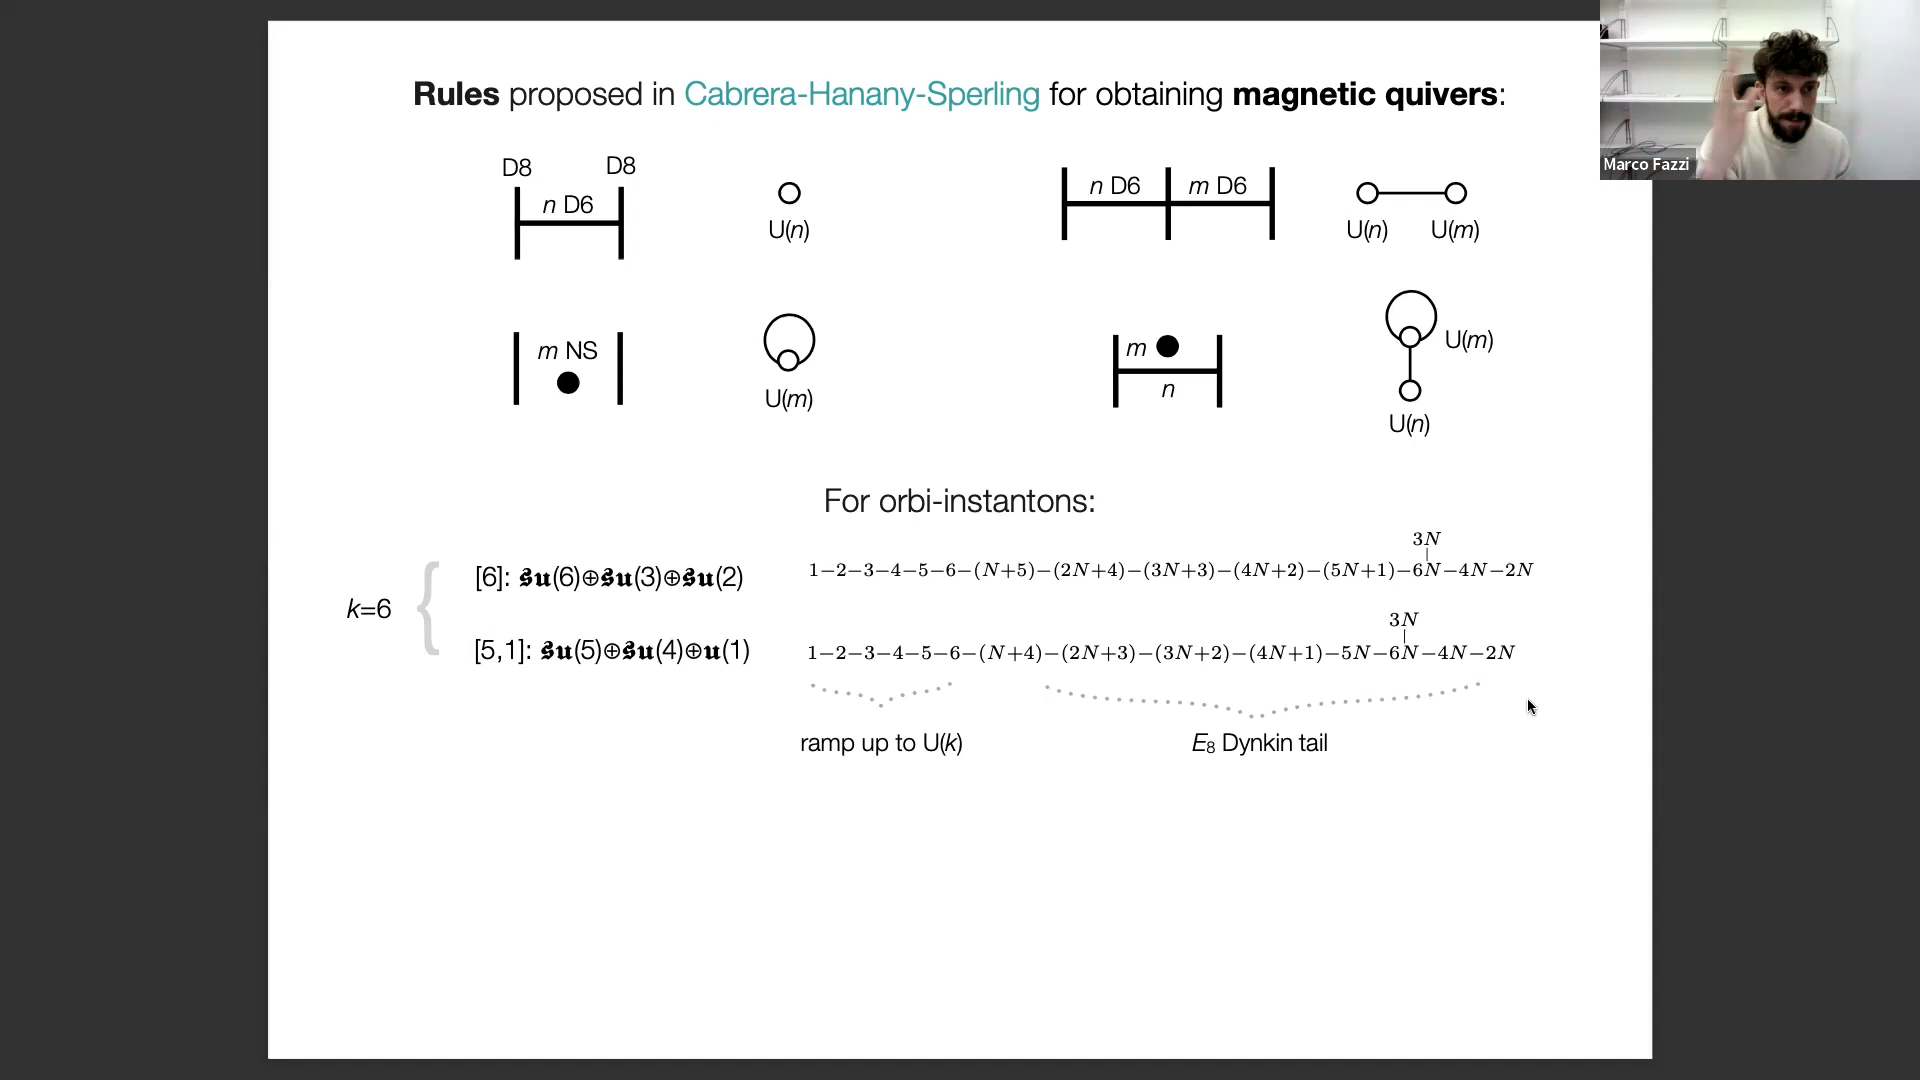 Rules proposed in Cabrera-Hanany-Sperling for obtaining magnetic quivers:
Marco Fazzi
D8 D8
n D6
U(n)
n D6 m D6
U(n) U(m)
m NS
U(m)
m
n
U(m)
U(n)
For orbi-instantons:
k=6
3N
[6]: 𝖘𝖚(6)⊕𝖘𝖚(3)⊕𝖘𝖚(2) 1−2−3−4−5−6−(N+5)−(2N+4)−(3N+3)−(4N+2)−(5N+1)−6N−4N−2N
3N
[5,1]: 𝖘𝖚(5)⊕𝖘𝖚(4)⊕𝖚(1) 1−2−3−4−5−6−(N+4)−(2N+3)−(3N+2)−(4N+1)−5N−6N−4N−2N
ramp up to U(k) E₈ Dynkin tail